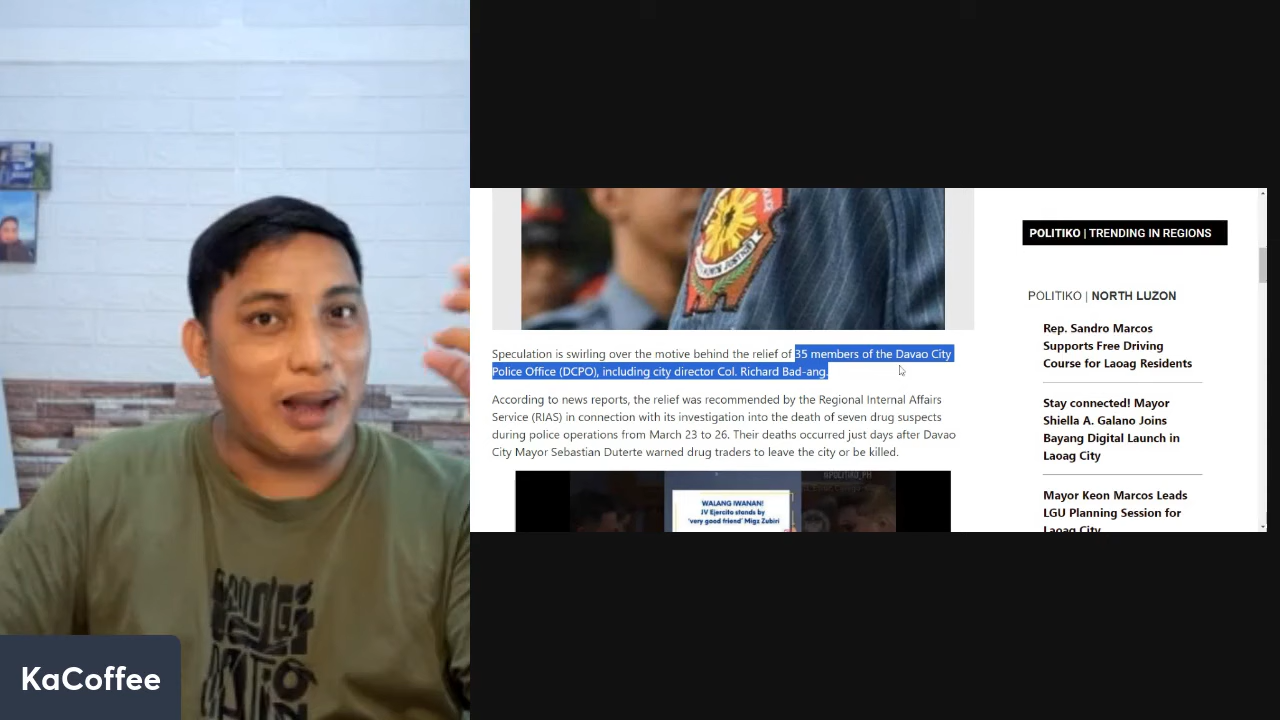 POLITIKO | TRENDING IN REGIONS
POLITIKO | NORTH LUZON
Rep. Sandro Marcos
Supports Free Driving
Course for Laoag Residents
Stay connected! Mayor
Shiella A. Galano Joins
Bayang Digital Launch in
Laoag City
Mayor Keon Marcos Leads
LGU Planning Session for
Laoag City
Speculation is swirling over the motive behind the relief of 35 members of the Davao City
Police Office (DCPO), including city director Col. Richard Bad-ang.
According to news reports, the relief was recommended by the Regional Internal Affairs
Service (RIAS) in connection with its investigation into the death of seven drug suspects
during police operations from March 23 to 26. Their deaths occurred just days after Davao
City Mayor Sebastian Duterte warned drug traders to leave the city or be killed.
@POLITIKO_PH
WALANG IWANAN!
JV Ejercito stands by
'very good friend' Migz Zubiri
KaCoffee